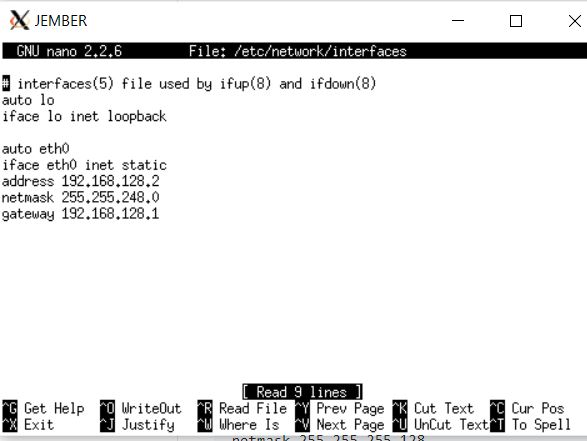 JEMBER
GNU nano 2.2.6 File: /etc/network/interfaces
# interfaces(5) file used by ifup(8) and ifdown(8)
auto lo
iface lo inet loopback
auto eth0
iface eth0 inet static
address 192.168.128.2
netmask 255.255.248.0
gateway 192.168.128.1
[ Read 9 lines ]
^G Get Help ^O WriteOut ^R Read File ^Y Prev Page ^K Cut Text ^C Cur Pos
^X Exit ^J Justify ^W Where Is ^V Next Page ^U UnCut Text ^T To Spell
netmask 255.255.255.128